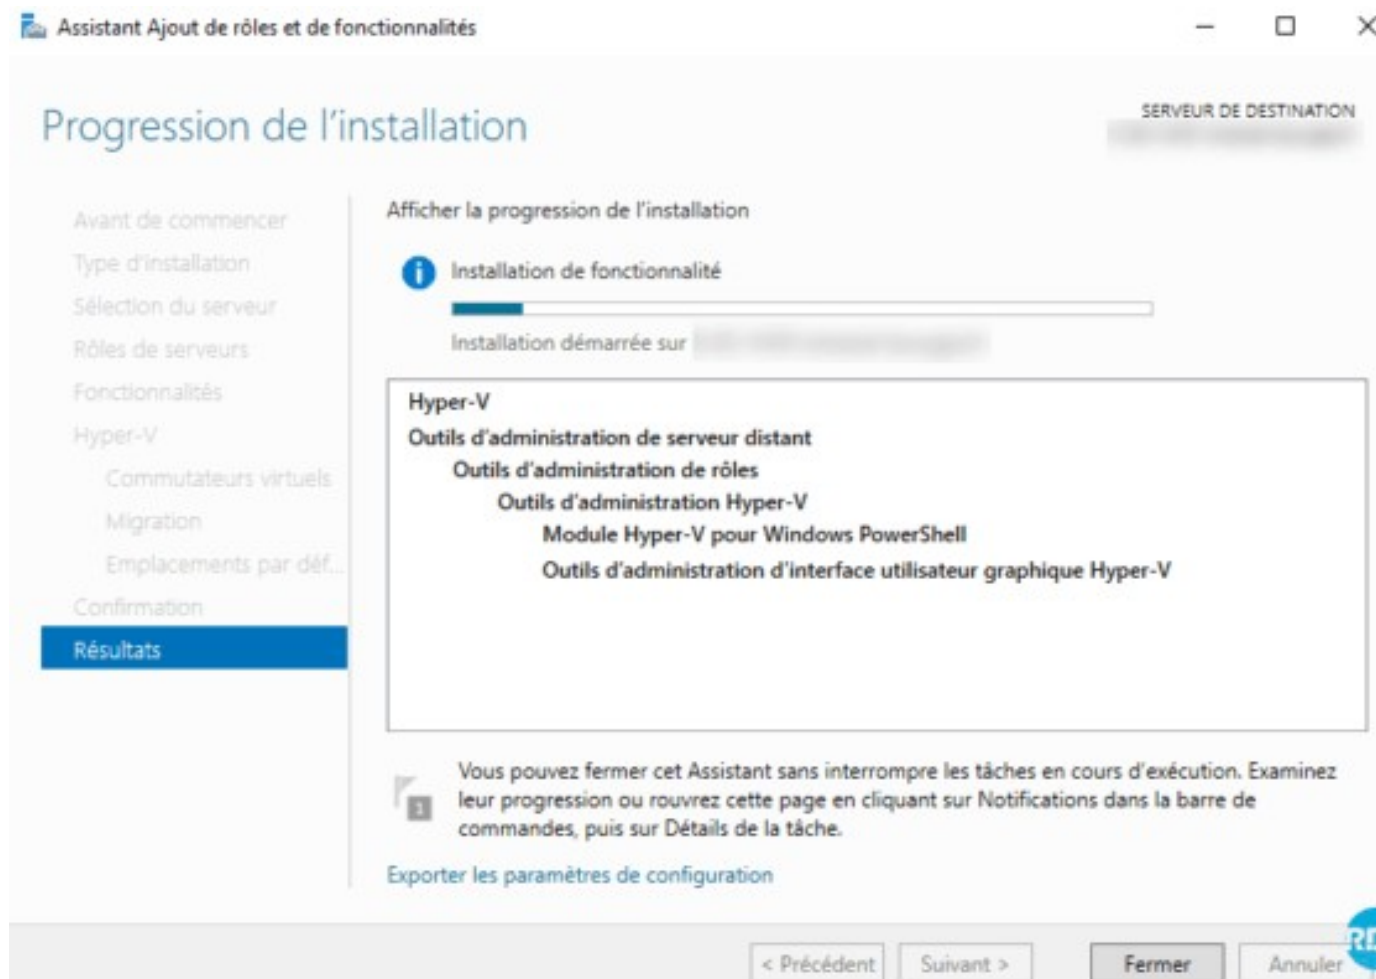 Assistant Ajout de rôles et de fonctionnalités
Progression de l'installation
SERVEUR DE DESTINATION
Avant de commencer
Type d'installation
Sélection du serveur
Rôles de serveurs
Fonctionnalités
Hyper-V
Commutateurs virtuels
Migration
Emplacements par déf...
Confirmation
Résultats
Afficher la progression de l'installation
Installation de fonctionnalité
Installation démarrée sur
Hyper-V
Outils d'administration de serveur distant
Outils d'administration de rôles
Outils d'administration Hyper-V
Module Hyper-V pour Windows PowerShell
Outils d'administration d'interface utilisateur graphique Hyper-V
1
Vous pouvez fermer cet Assistant sans interrompre les tâches en cours d'exécution. Examinez
leur progression ou rouvrez cette page en cliquant sur Notifications dans la barre de
commandes, puis sur Détails de la tâche.
Exporter les paramètres de configuration
< Précédent
Suivant >
Fermer
Annuler